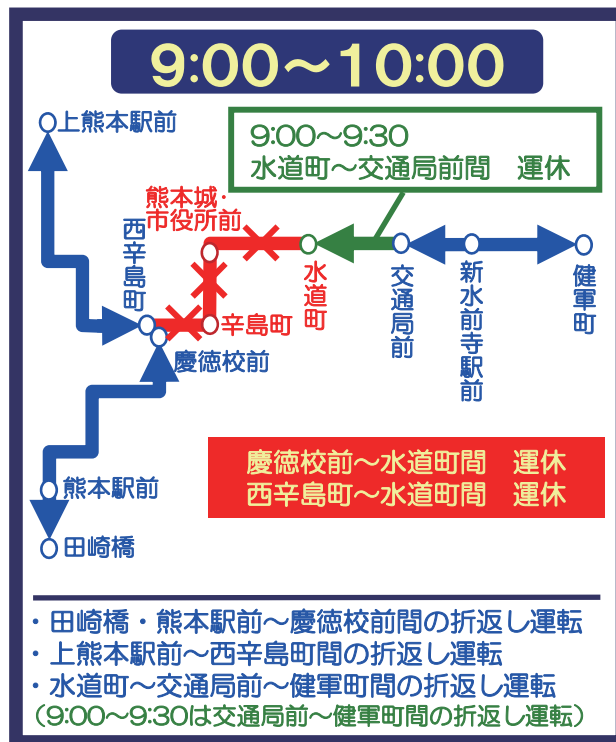 9:00～10:00
上熊本駅前
9:00～9:30
水道町～交通局前間　運休
熊本城・
市役所前
西辛島町
水道町
交通局前
新水前寺駅前
健軍町
辛島町
慶徳校前
慶徳校前～水道町間　運休
西辛島町～水道町間　運休
熊本駅前
田崎橋
・田崎橋・熊本駅前～慶徳校前間の折返し運転
・上熊本駅前～西辛島町間の折返し運転
・水道町～交通局前～健軍町間の折返し運転
（9:00～9:30は交通局前～健軍町間の折返し運転）